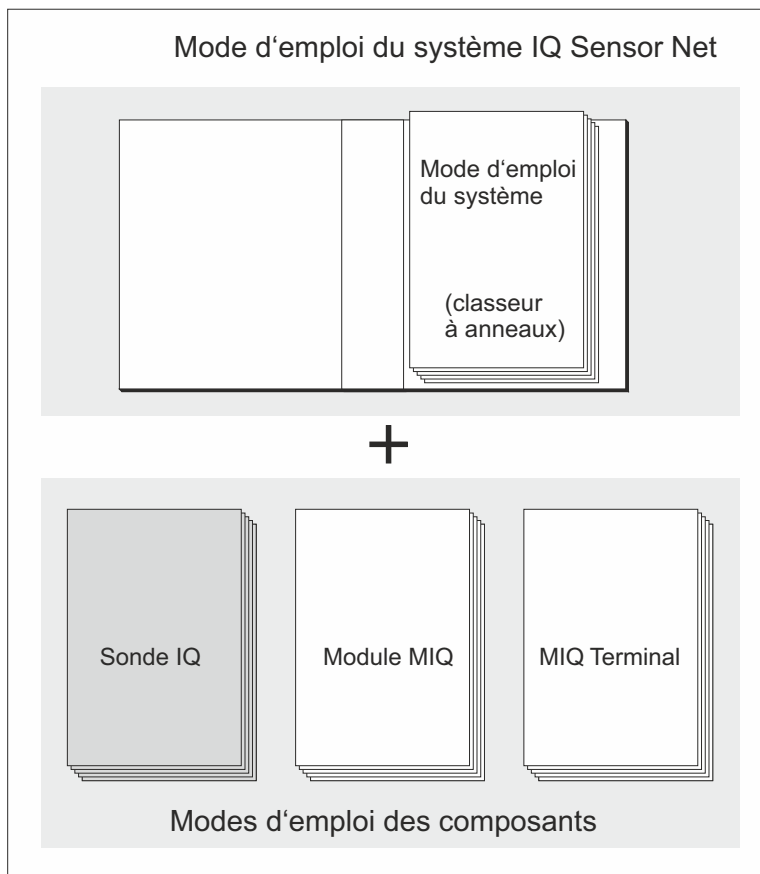 Mode d‘emploi du système IQ Sensor Net
Mode d‘emploi
du système
(classeur
à anneaux)
+
Sonde IQ
Module MIQ
MIQ Terminal
Modes d‘emploi des composants